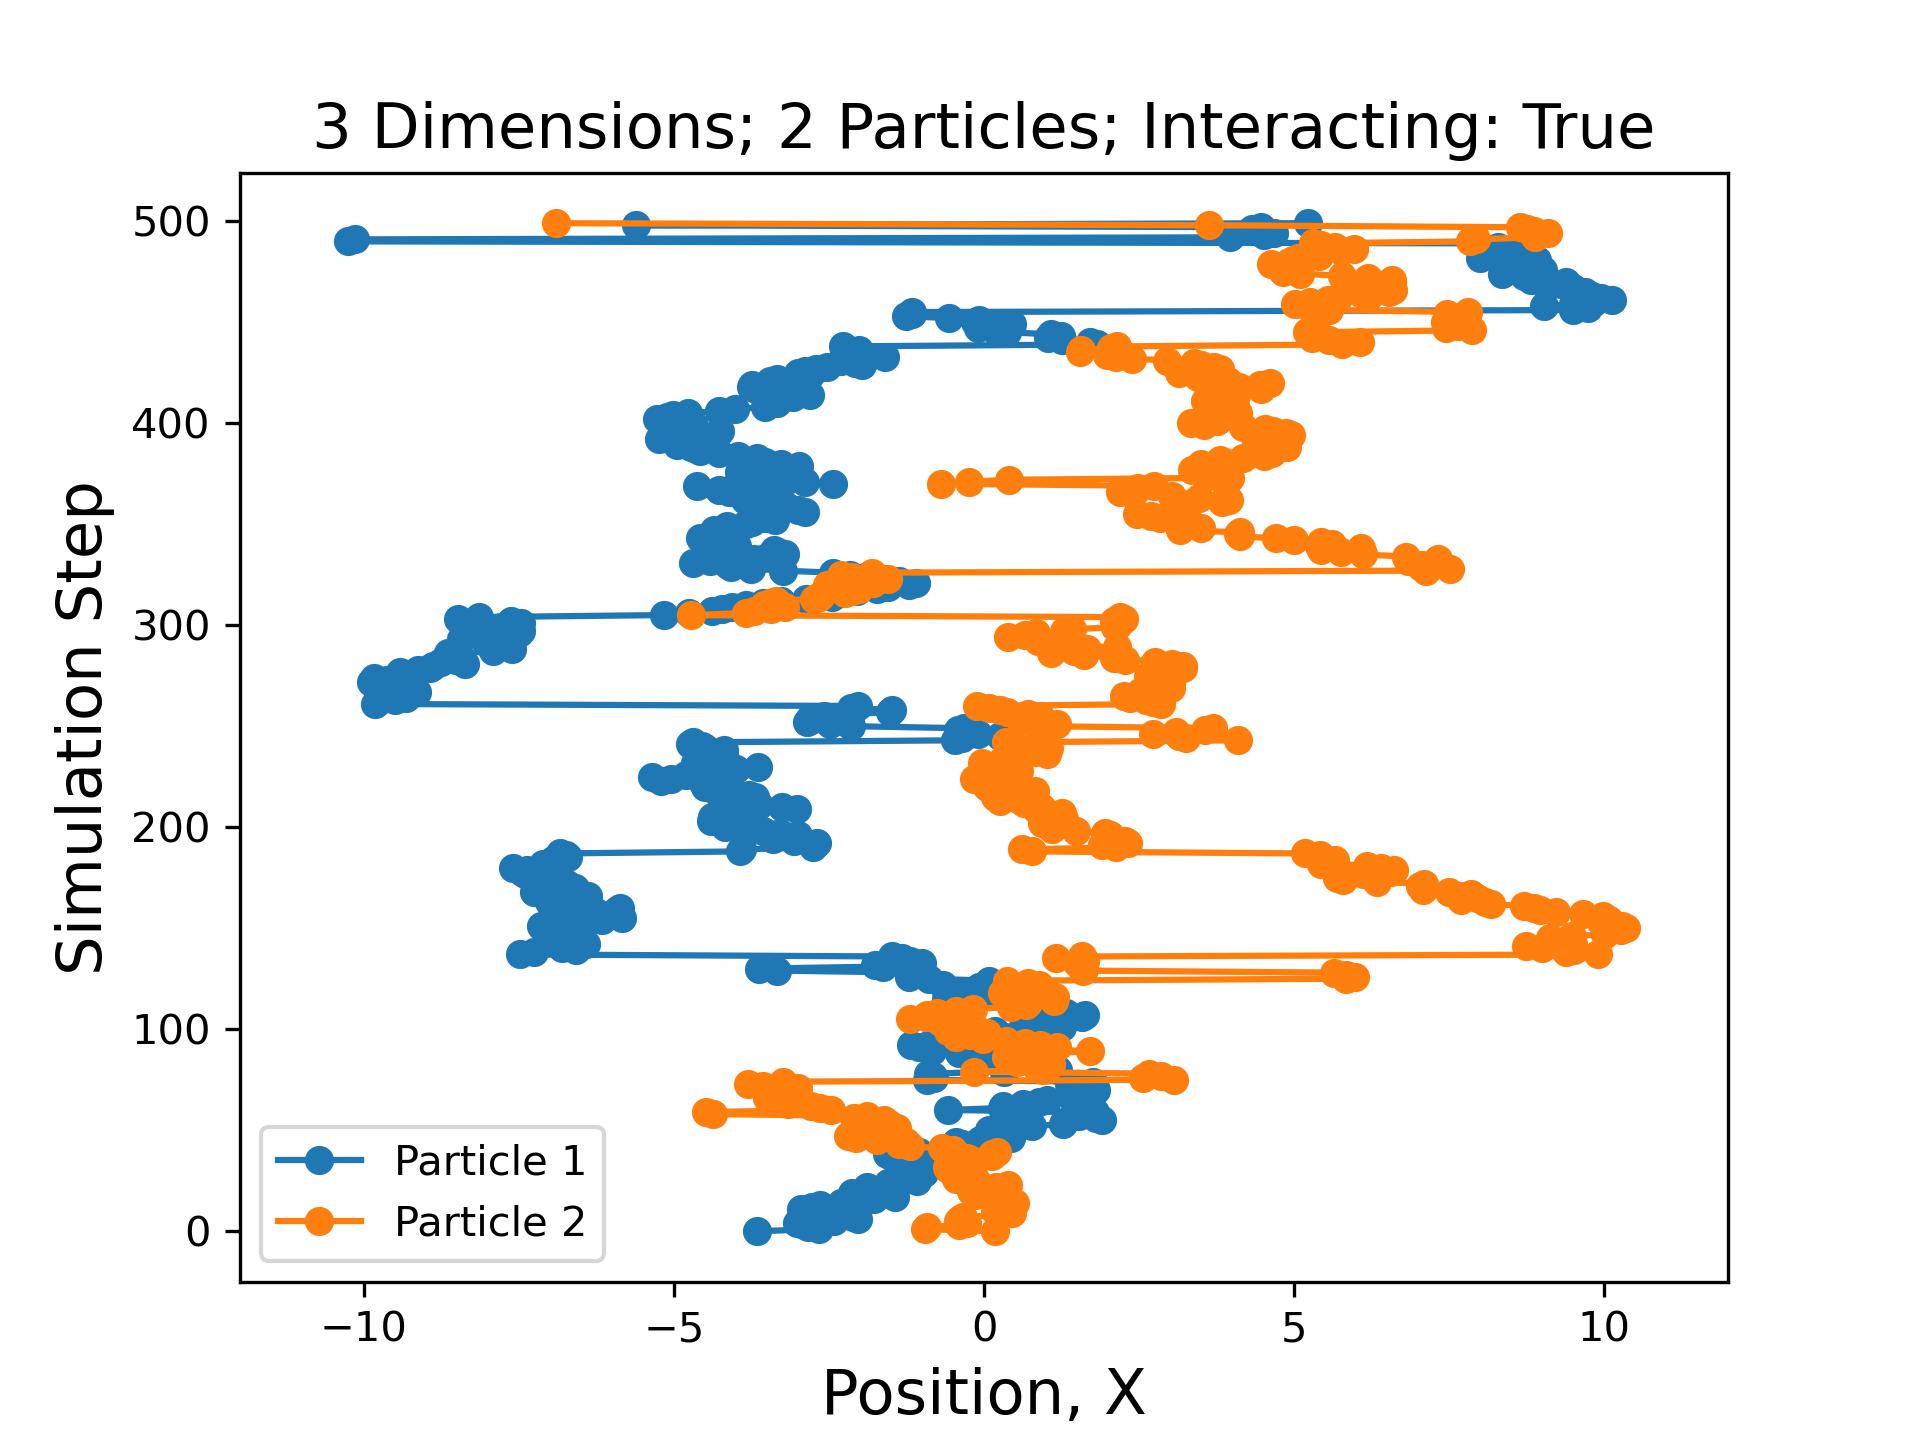 3 Dimensions; 2 Particles; Interacting: True
500
400
300
200
100
0
Simulation Step
Particle 1
Particle 2
−10
−5
0
5
10
Position, X